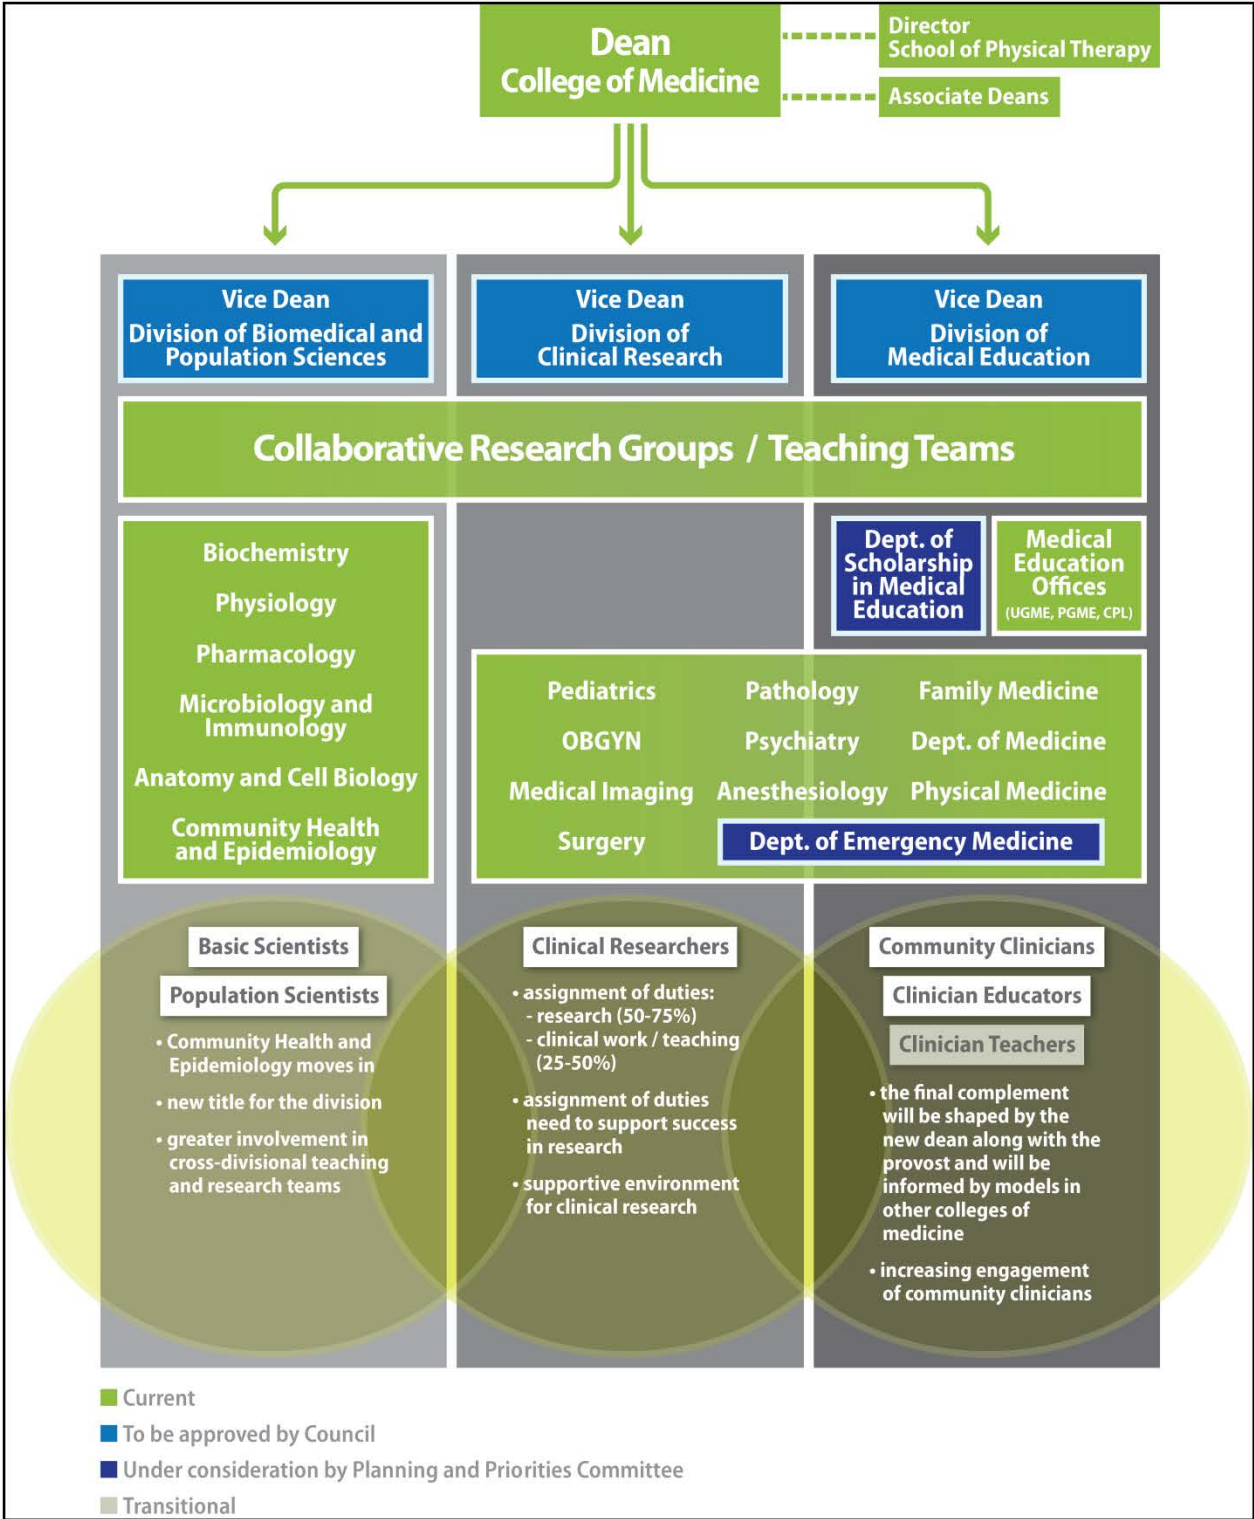 Dean
College of Medicine
Director
School of Physical Therapy
Associate Deans
Vice Dean
Division of Biomedical and
Population Sciences
Vice Dean
Division of
Clinical Research
Vice Dean
Division of
Medical Education
Collaborative Research Groups / Teaching Teams
Biochemistry
Physiology
Pharmacology
Microbiology and
Immunology
Anatomy and Cell Biology
Community Health
and Epidemiology
Dept. of
Scholarship
in Medical
Education
Medical
Education
Offices
(UGME, PGME, CPL)
Pediatrics
Pathology
Family Medicine
OBGYN
Psychiatry
Dept. of Medicine
Medical Imaging
Anesthesiology
Physical Medicine
Surgery
Dept. of Emergency Medicine
Basic Scientists
Population Scientists
• Community Health and
Epidemiology moves in
• new title for the division
• greater involvement in
cross-divisional teaching
and research teams
Clinical Researchers
• assignment of duties:
- research (50-75%)
- clinical work / teaching
(25-50%)
• assignment of duties
need to support success
in research
• supportive environment
for clinical research
Community Clinicians
Clinician Educators
Clinician Teachers
• the final complement
will be shaped by the
new dean along with the
provost and will be
informed by models in
other colleges of
medicine
• increasing engagement
of community clinicians
Current
To be approved by Council
Under consideration by Planning and Priorities Committee
Transitional